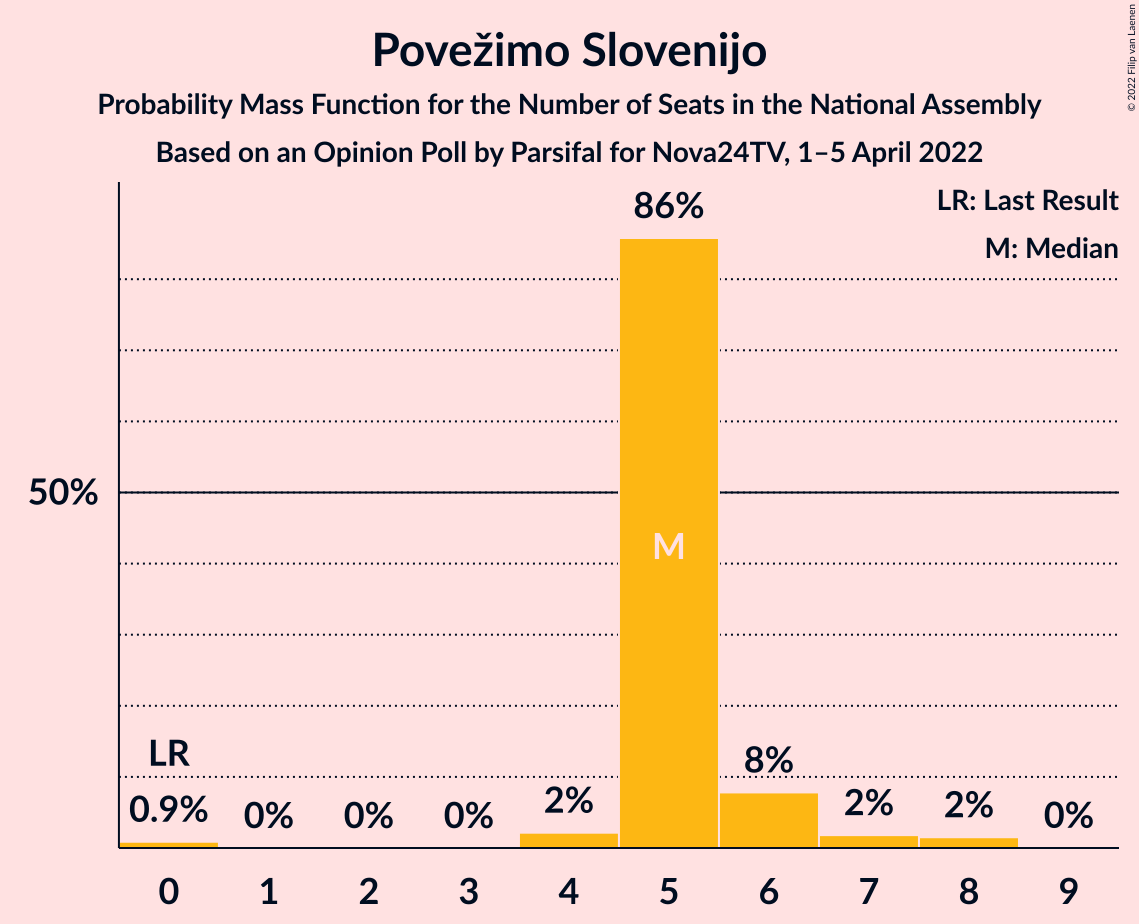 Povežimo Slovenijo
Probability Mass Function for the Number of Seats in the National Assembly
Based on an Opinion Poll by Parsifal for Nova24TV, 1–5 April 2022
© 2022 Filip van Laenen
LR: Last Result
M: Median
86%
50%
M
LR
0.9%
0%
0%
0%
2%
8%
2%
2%
0%
0 1 2 3 4 5 6 7 8 9